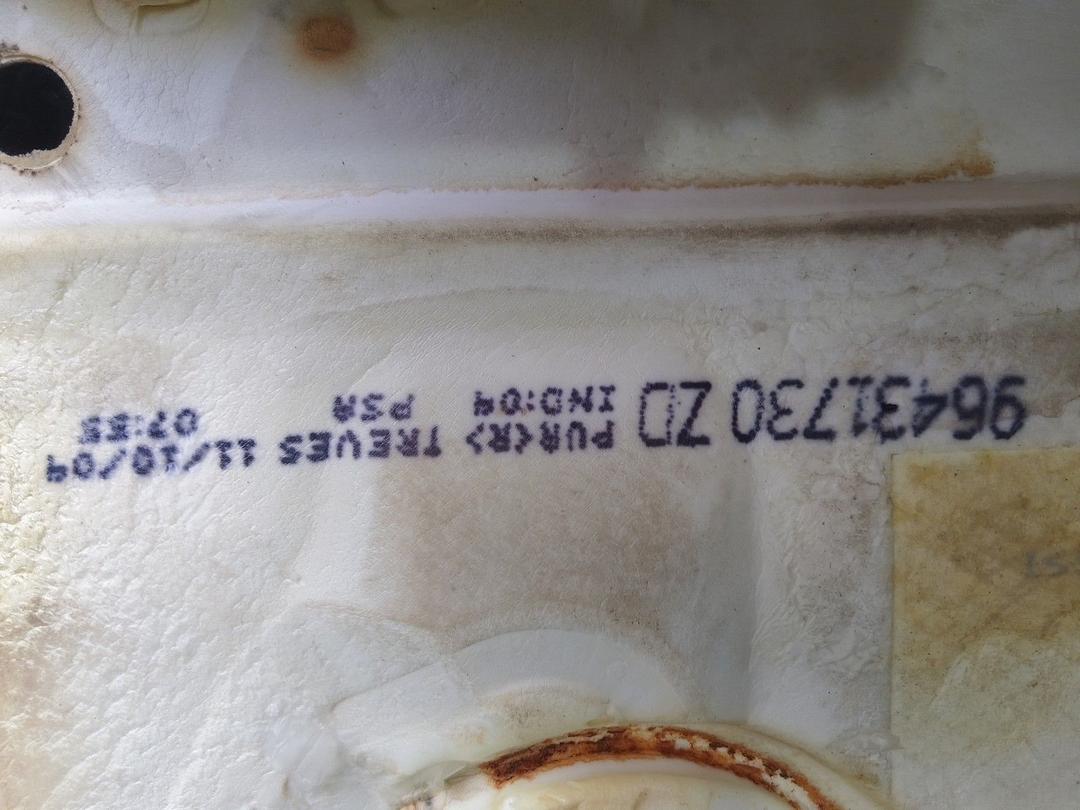 96431730 ZD
PUR<R> TREVES 11/10/04
IND:04 PSA 07:55